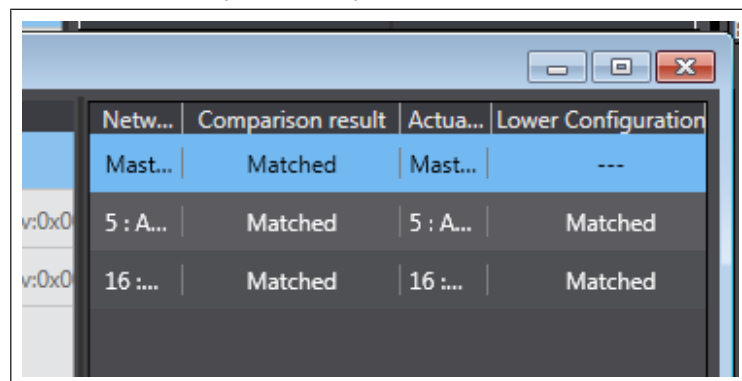 Netw... Comparison result Actua... Lower Configuration
Mast... Matched Mast... ---
v:0x0 5 : A... Matched 5 : A... Matched
v:0x0 16 :... Matched 16 :... Matched